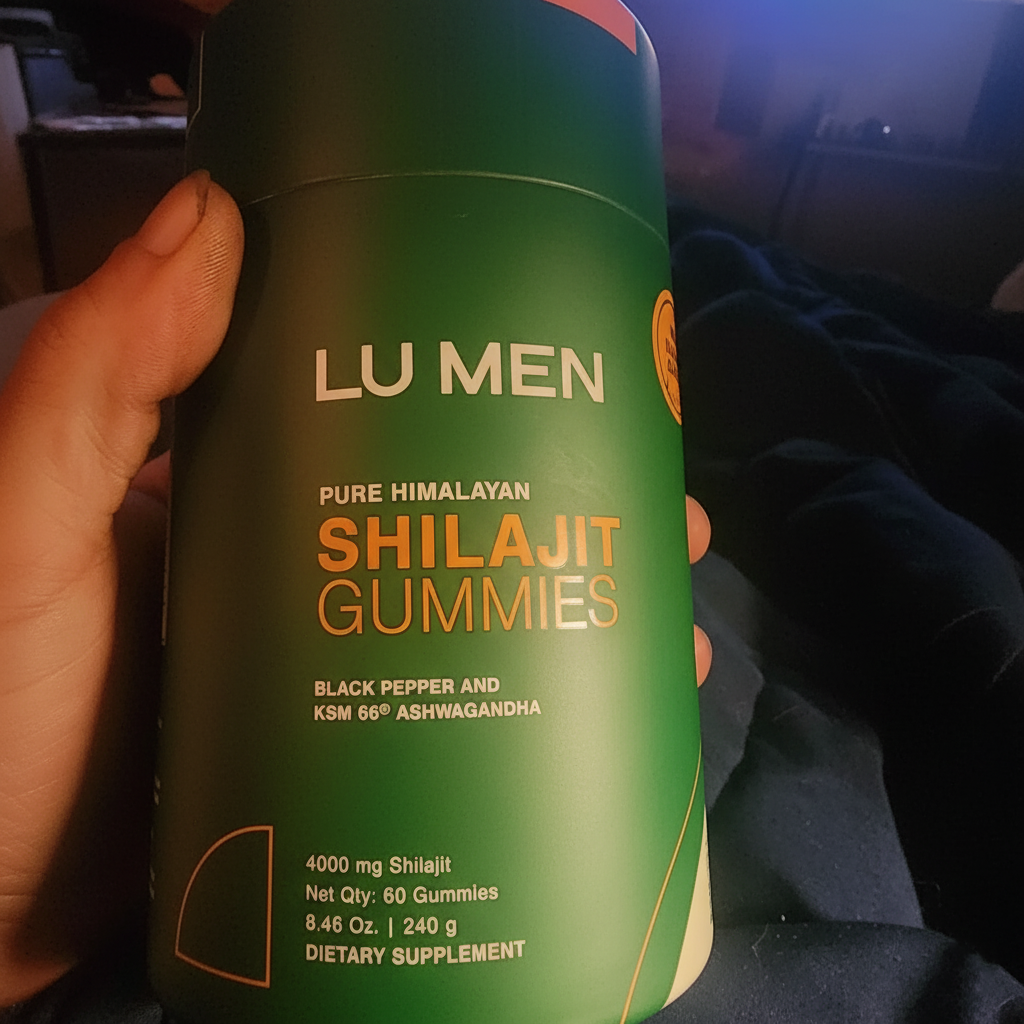 LU MEN
PURE HIMALAYAN
SHILAJIT
GUMMIES
BLACK PEPPER AND
KSM 66® ASHWAGANDHA
4000 mg Shilajit
Net Qty: 60 Gummies
8.46 Oz. | 240 g
DIETARY SUPPLEMENT